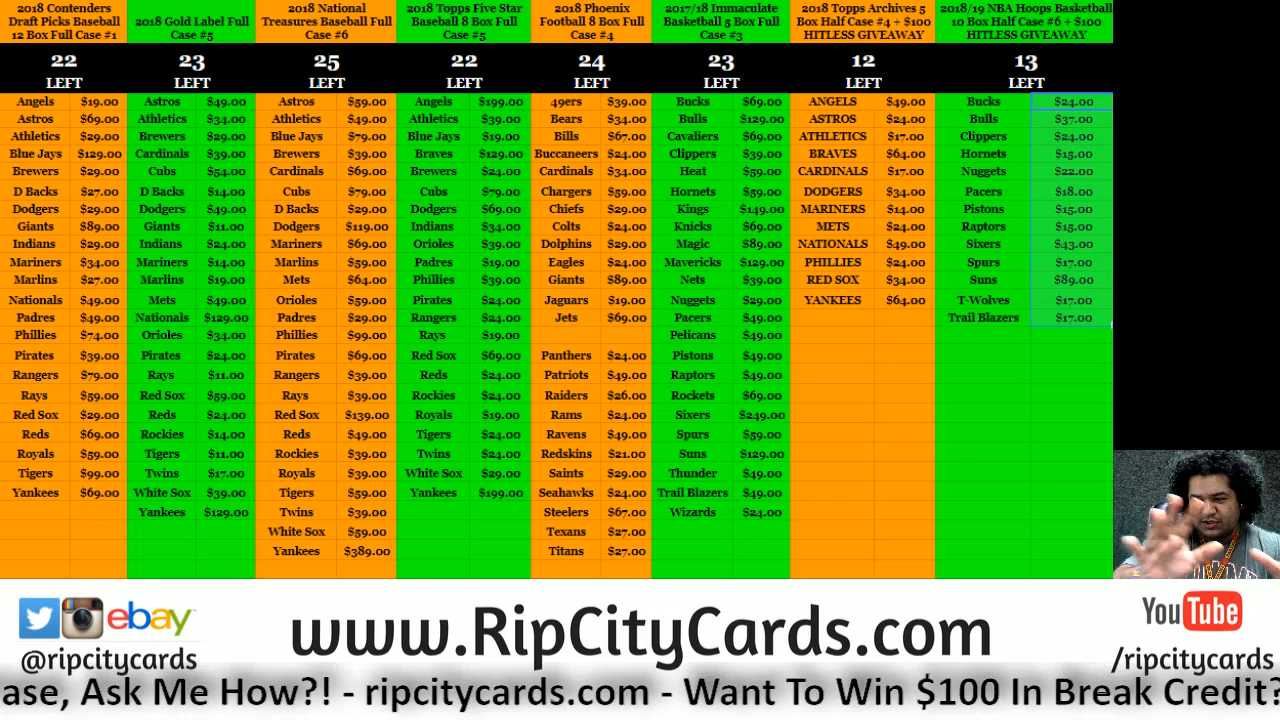 2018 Contenders
Draft Picks Baseball
12 Box Full Case #1
22
LEFT
Angels $19.00
Astros $69.00
Athletics $29.00
Blue Jays $129.00
Brewers $29.00
D Backs $27.00
Dodgers $29.00
Giants $89.00
Indians $29.00
Mariners $34.00
Marlins $27.00
Nationals $49.00
Padres $49.00
Phillies $74.00
Pirates $39.00
Rangers $79.00
Rays $59.00
Red Sox $29.00
Reds $69.00
Royals $59.00
Tigers $99.00
Yankees $69.00
2018 Gold Label Full
Case #5
23
LEFT
Astros $49.00
Athletics $34.00
Brewers $29.00
Cardinals $39.00
Cubs $54.00
D Backs $14.00
Dodgers $49.00
Giants $11.00
Indians $24.00
Mariners $14.00
Marlins $19.00
Mets $49.00
Nationals $129.00
Orioles $34.00
Pirates $24.00
Rays $11.00
Red Sox $59.00
Reds $24.00
Rockies $14.00
Tigers $11.00
Twins $17.00
White Sox $39.00
Yankees $129.00
2018 National
Treasures Baseball Full
Case #6
25
LEFT
Astros $59.00
Athletics $49.00
Blue Jays $79.00
Brewers $39.00
Cardinals $69.00
Cubs $79.00
D Backs $29.00
Dodgers $119.00
Mariners $69.00
Marlins $59.00
Mets $64.00
Orioles $59.00
Padres $29.00
Phillies $99.00
Pirates $69.00
Rangers $39.00
Rays $39.00
Red Sox $139.00
Reds $49.00
Rockies $39.00
Royals $39.00
Tigers $59.00
Twins $39.00
White Sox $59.00
Yankees $389.00
2018 Topps Five Star
Baseball 8 Box Full
Case #5
22
LEFT
Angels $199.00
Athletics $39.00
Blue Jays $19.00
Braves $129.00
Brewers $24.00
Cubs $79.00
Dodgers $69.00
Indians $34.00
Orioles $39.00
Padres $19.00
Phillies $39.00
Pirates $24.00
Rangers $24.00
Rays $19.00
Red Sox $69.00
Reds $24.00
Rockies $24.00
Royals $19.00
Tigers $24.00
Twins $24.00
White Sox $29.00
Yankees $199.00
2018 Phoenix
Football 8 Box Full
Case #4
24
LEFT
49ers $39.00
Bears $34.00
Bills $67.00
Buccaneers $24.00
Cardinals $34.00
Chargers $59.00
Chiefs $29.00
Colts $24.00
Dolphins $29.00
Eagles $24.00
Giants $89.00
Jaguars $19.00
Jets $69.00
Panthers $24.00
Patriots $49.00
Raiders $26.00
Rams $24.00
Ravens $49.00
Redskins $21.00
Saints $29.00
Seahawks $24.00
Steelers $67.00
Texans $27.00
Titans $27.00
2017/18 Immaculate
Basketball 5 Box Full
Case #3
23
LEFT
Bucks $69.00
Bulls $129.00
Cavaliers $69.00
Clippers $39.00
Heat $59.00
Hornets $59.00
Kings $149.00
Knicks $69.00
Magic $89.00
Mavericks $129.00
Nets $39.00
Nuggets $29.00
Pacers $49.00
Pelicans $49.00
Pistons $49.00
Raptors $49.00
Rockets $69.00
Sixers $249.00
Spurs $59.00
Suns $129.00
Thunder $49.00
Trail Blazers $49.00
Wizards $24.00
2018 Topps Archives 5
Box Half Case #4 + $100
HITLESS GIVEAWAY
12
LEFT
ANGELS $49.00
ASTROS $24.00
ATHLETICS $17.00
BRAVES $64.00
CARDINALS $17.00
DODGERS $34.00
MARINERS $14.00
METS $24.00
NATIONALS $49.00
PHILLIES $24.00
RED SOX $34.00
YANKEES $64.00
2018/19 NBA Hoops Basketball
10 Box Half Case #6 + $100
HITLESS GIVEAWAY
13
LEFT
Bucks $24.00
Bulls $37.00
Clippers $24.00
Hornets $15.00
Nuggets $22.00
Pacers $18.00
Pistons $15.00
Raptors $15.00
Sixers $43.00
Spurs $17.00
Suns $89.00
T-Wolves $17.00
Trail Blazers $17.00
ebay
@ripcitycards
www.RipCityCards.com
YouTube
/ripcitycards
ase, Ask Me How?! - ripcitycards.com - Want To Win $100 In Break Credit?